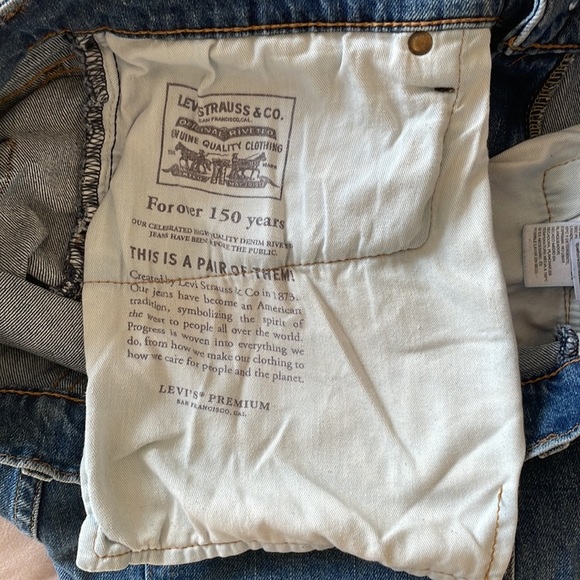 LEVI STRAUSS & CO.
SAN FRANCISCO, CAL.
ORIGINAL RIVETED
QUALITY CLOTHING
For over 150 years
OUR CELEBRATED HIGH QUALITY DENIM RIVETED
JEANS HAVE BEEN BEFORE THE PUBLIC.
THIS IS A PAIR OF THEM!
Created by Levi Strauss & Co in 1873.
Our jeans have become an American
tradition, symbolizing the spirit of
the west to people all over the world.
Progress is woven into everything we
do, from how we make our clothing to
how we care for people and the planet.
LEVI'S® PREMIUM
SAN FRANCISCO, CAL.